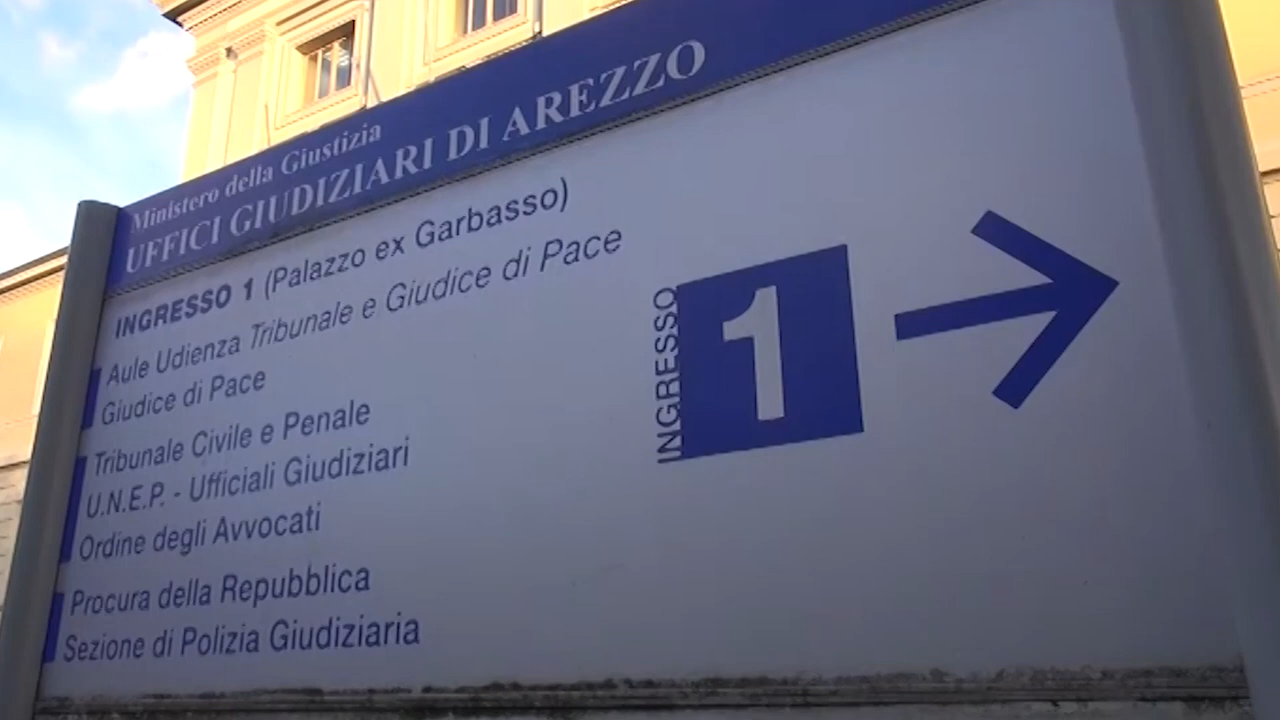 Ministero della Giustizia
UFFICI GIUDIZIARI DI AREZZO
INGRESSO 1 (Palazzo ex Garbasso)
Aule Udienza Tribunale e Giudice di Pace
Giudice di Pace
Tribunale Civile e Penale
U.N.E.P. - Ufficiali Giudiziari
Ordine degli Avvocati
Procura della Repubblica
Sezione di Polizia Giudiziaria
INGRESSO
1